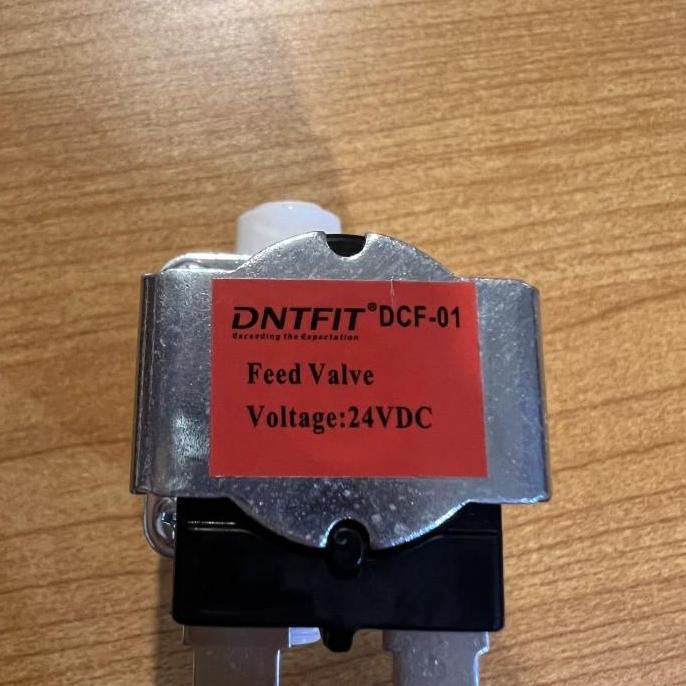 DNTFIT® DCF-01
Exceeding the Expectation
Feed Valve
Voltage:24VDC